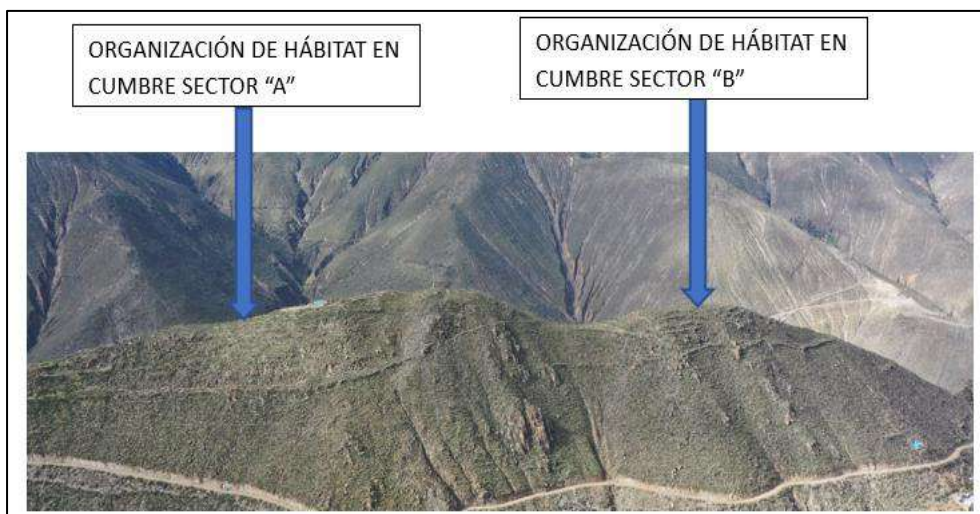 ORGANIZACIÓN DE HÁBITAT EN
CUMBRE SECTOR “A”
ORGANIZACIÓN DE HÁBITAT EN
CUMBRE SECTOR “B”